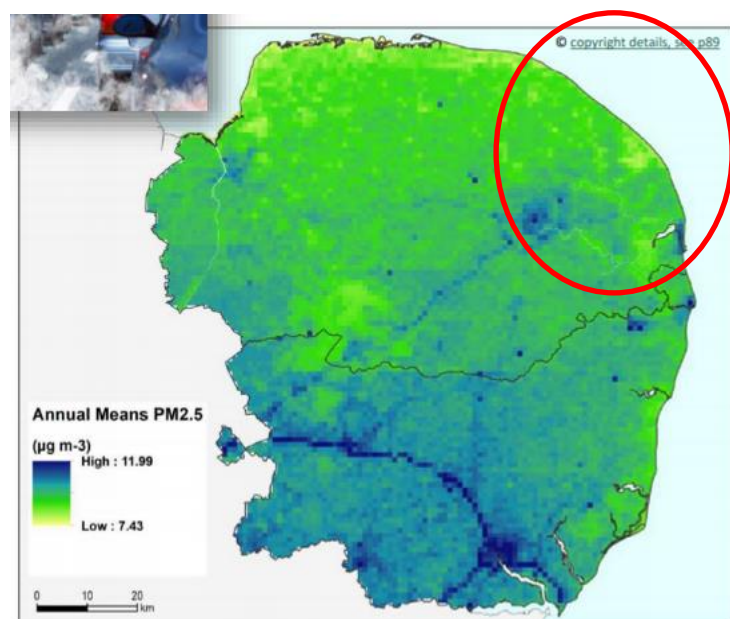 © copyright details, see p89
Annual Means PM2.5
(µg m-3)
High : 11.99
Low : 7.43
0 10 20
km